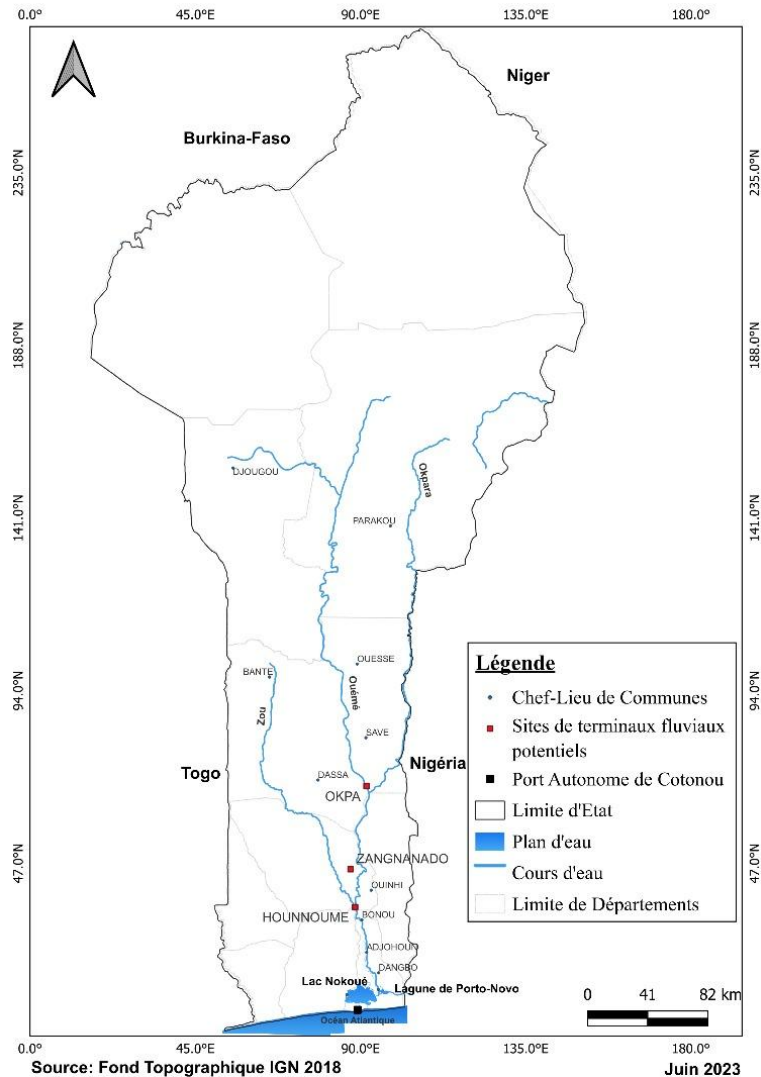 0.0° 45.0°E 90.0°E 135.0°E 180.0°E
Niger
Burkina-Faso
235.0°N 235.0°N
188.0°N 188.0°N
DJOUGOU
Okpara
141.0°N 141.0°N
PARAKOU
OUESSE
BANTE
94.0°N 94.0°N
Ouémé
Zou
SAVE
Togo
Nigéria
DASSA
OKPA
47.0°N 47.0°N
ZANGNANADO
OUINHI
HOUNNOUME
BONOU
ADJOHOUN
DANGBO
Lac Nokoué
Lagune de Porto-Novo
Océan Atlantique
Légende
Chef-Lieu de Communes
Sites de terminaux fluviaux
potentiels
Port Autonome de Cotonou
Limite d'Etat
Plan d'eau
Cours d'eau
Limite de Départements
0 41 82 km
0.0° 45.0°E 90.0°E 135.0°E 180.0°E
Source: Fond Topographique IGN 2018 Juin 2023